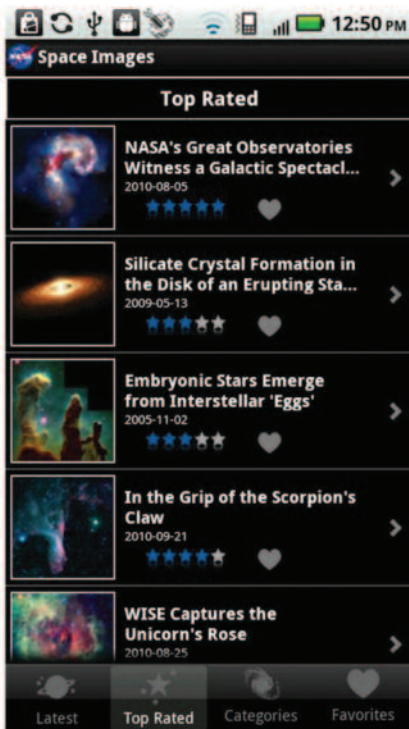 12:50 PM
Space Images
Top Rated
NASA's Great Observatories
Witness a Galactic Spectacl...
2010-08-05
Silicate Crystal Formation in
the Disk of an Erupting Sta...
2009-05-13
Embryonic Stars Emerge
from Interstellar 'Eggs'
2005-11-02
In the Grip of the Scorpion's
Claw
2010-09-21
WISE Captures the
Unicorn's Rose
2010-08-25
Latest
Top Rated
Categories
Favorites